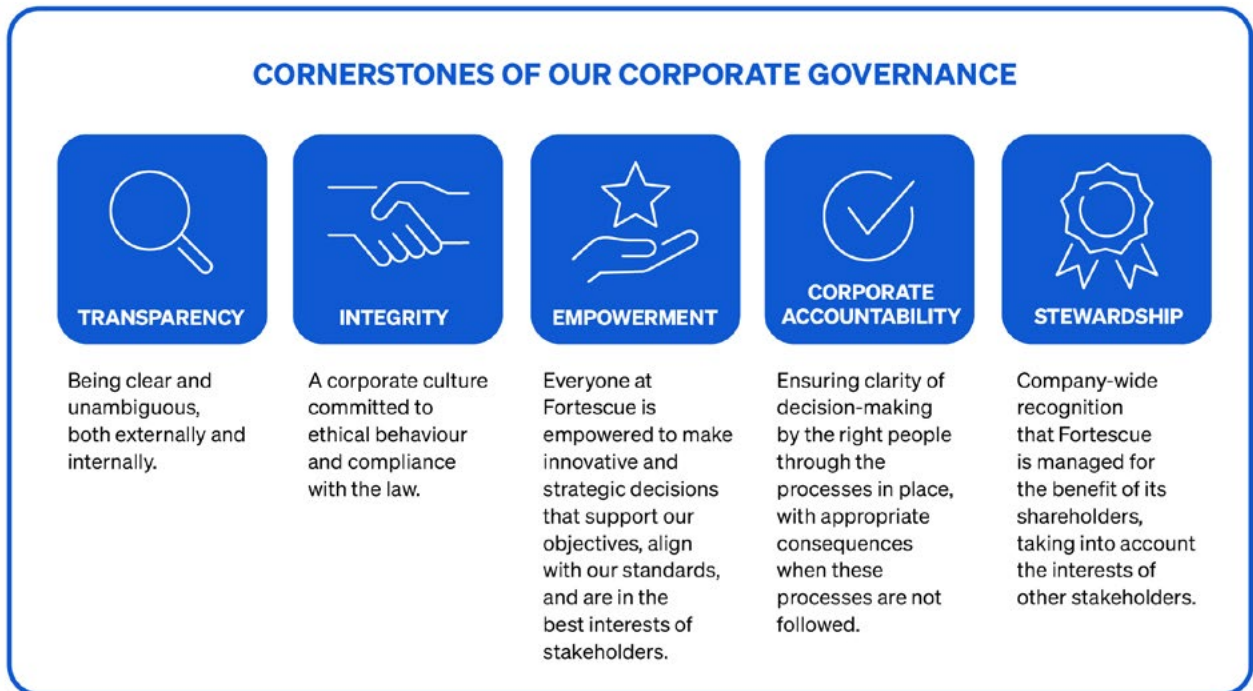 CORNERSTONES OF OUR CORPORATE GOVERNANCE
TRANSPARENCY
Being clear and
unambiguous,
both externally and
internally.
INTEGRITY
A corporate culture
committed to
ethical behaviour
and compliance
with the law.
EMPOWERMENT
Everyone at
Fortescue is
empowered to make
innovative and
strategic decisions
that support our
objectives, align
with our standards,
and are in the
best interests of
stakeholders.
CORPORATE
ACCOUNTABILITY
Ensuring clarity of
decision-making
by the right people
through the
processes in place,
with appropriate
consequences
when these
processes are not
followed.
STEWARDSHIP
Company-wide
recognition
that Fortescue
is managed for
the benefit of its
shareholders,
taking into account
the interests of
other stakeholders.